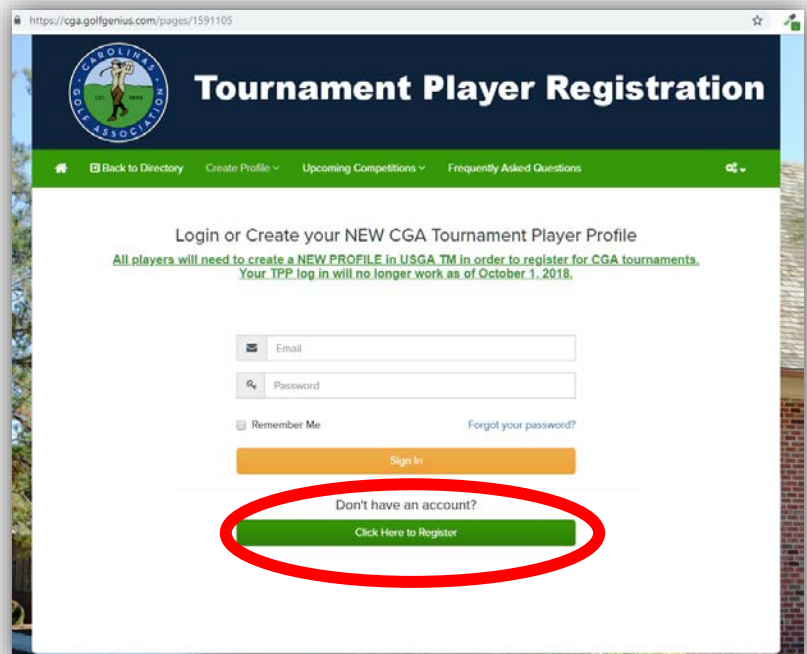 https://cga.golfgenius.com/pages/1591105
CAROLINAS
EST 1909
GOLF ASSOCIATION
Tournament Player Registration
Back to Directory
Create Profile
Upcoming Competitions
Frequently Asked Questions
Login or Create your NEW CGA Tournament Player Profile
All players will need to create a NEW PROFILE in USGA TM in order to register for CGA tournaments.
Your TPP log in will no longer work as of October 1, 2018.
Email
Password
Remember Me
Forgot your password?
Sign In
Don't have an account?
Click Here to Register